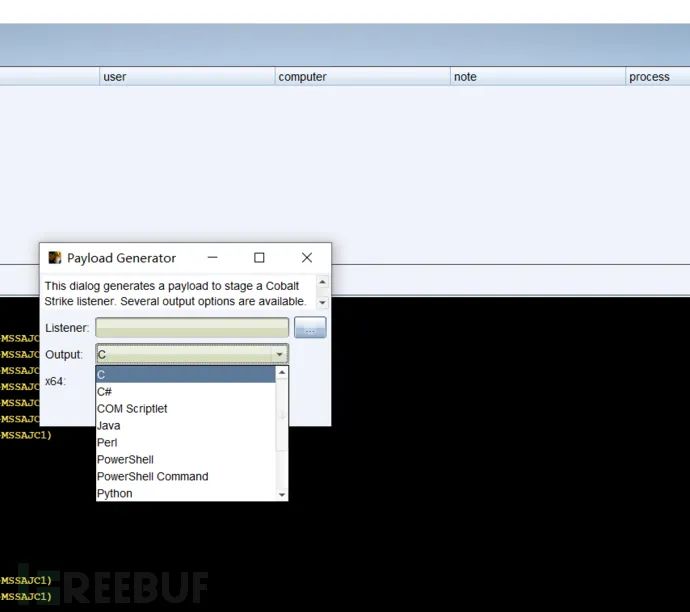 user computer note process
Payload Generator
This dialog generates a payload to stage a Cobalt
Strike listener. Several output options are available.
Listener: ...
MSSAJC
Output: C
MSSAJC
MSSAJC
x64:
C
MSSAJC
C#
MSSAJC
COM Scriptlet
MSSAJC
Java
MSSAJC1)
Perl
PowerShell
PowerShell Command
Python
MSSAJC1)
REEBUF
MSSAJC1)